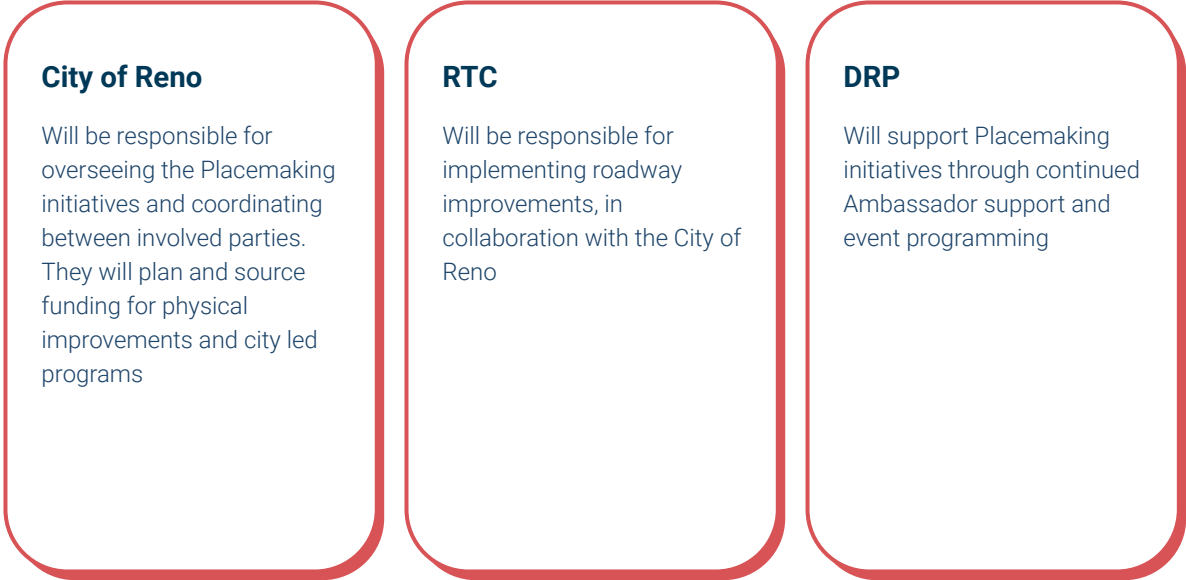 City of Reno
Will be responsible for
overseeing the Placemaking
initiatives and coordinating
between involved parties.
They will plan and source
funding for physical
improvements and city led
programs
RTC
Will be responsible for
implementing roadway
improvements, in
collaboration with the City of
Reno
DRP
Will support Placemaking
initiatives through continued
Ambassador support and
event programming